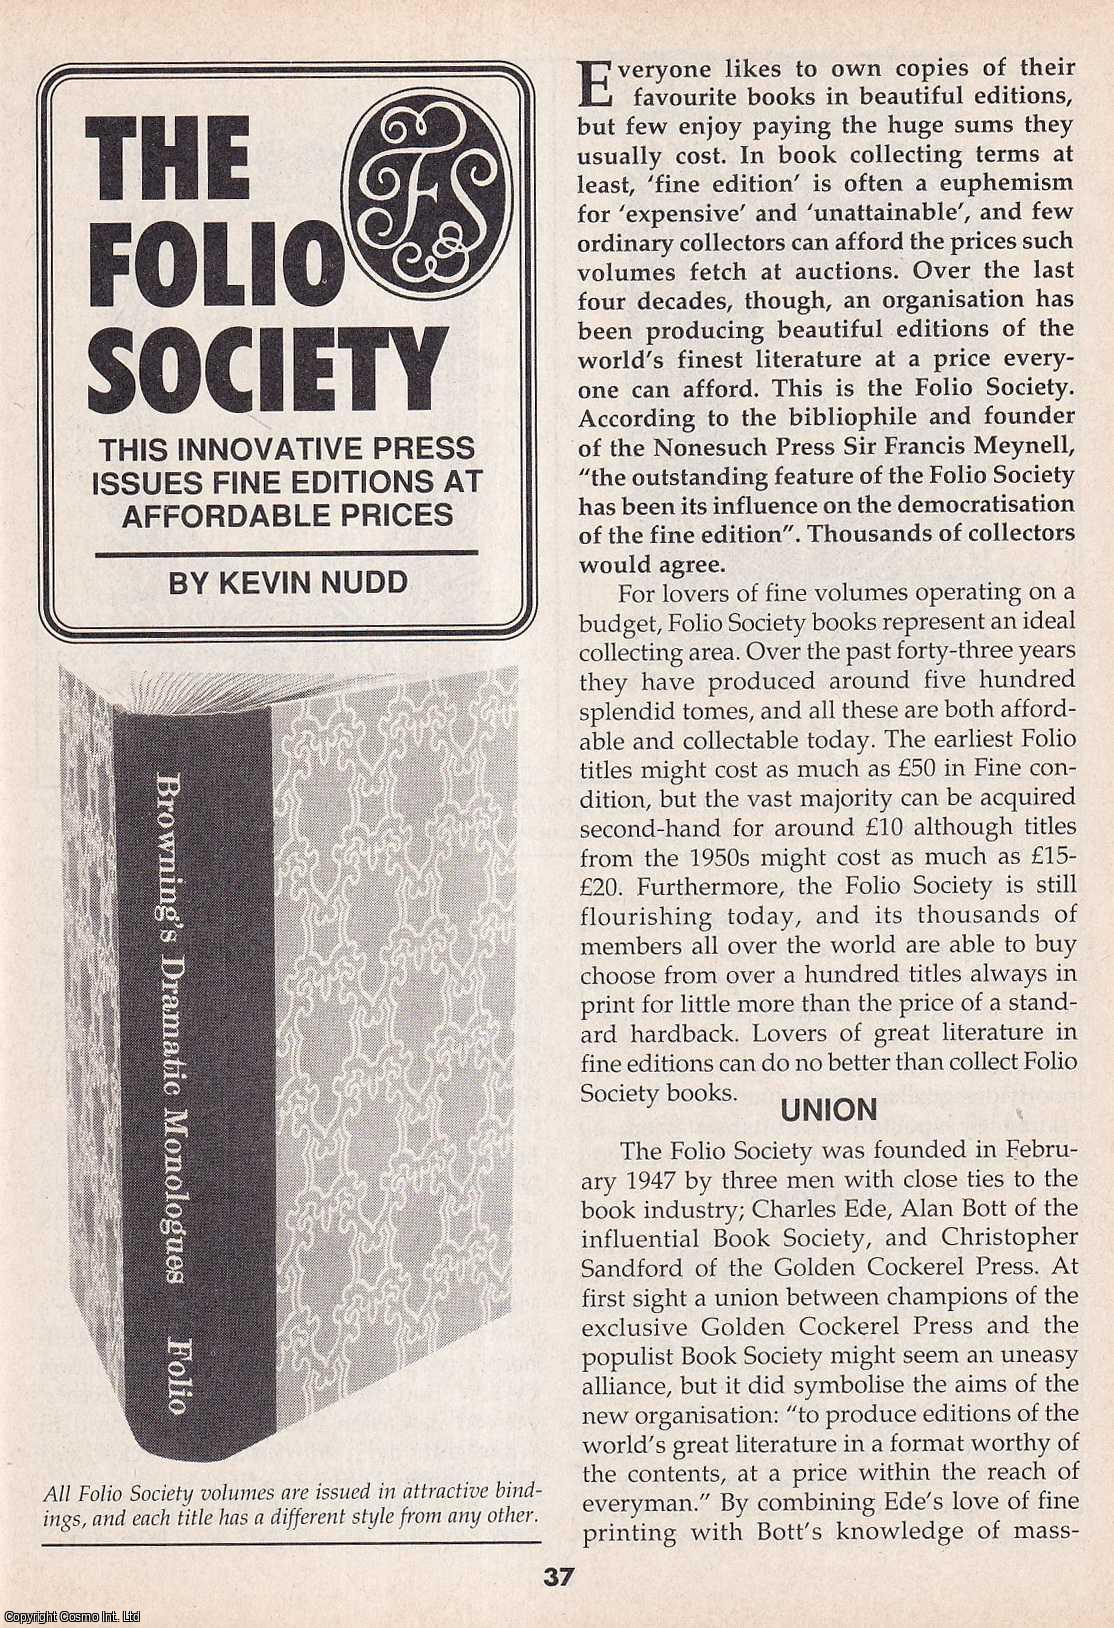 THE
FOLIO
SOCIETY
FS
THIS INNOVATIVE PRESS
ISSUES FINE EDITIONS AT
AFFORDABLE PRICES
BY KEVIN NUDD
Browning's Dramatic Monologues Folio
All Folio Society volumes are issued in attractive bind-
ings, and each title has a different style from any other.
Everyone likes to own copies of their
favourite books in beautiful editions,
but few enjoy paying the huge sums they
usually cost. In book collecting terms at
least, ‘fine edition’ is often a euphemism
for ‘expensive’ and ‘unattainable’, and few
ordinary collectors can afford the prices such
volumes fetch at auctions. Over the last
four decades, though, an organisation has
been producing beautiful editions of the
world's finest literature at a price every-
one can afford. This is the Folio Society.
According to the bibliophile and founder
of the Nonesuch Press Sir Francis Meynell,
“the outstanding feature of the Folio Society
has been its influence on the democratisation
of the fine edition”. Thousands of collectors
would agree.
For lovers of fine volumes operating on a
budget, Folio Society books represent an ideal
collecting area. Over the past forty-three years
they have produced around five hundred
splendid tomes, and all these are both afford-
able and collectable today. The earliest Folio
titles might cost as much as £50 in Fine con-
dition, but the vast majority can be acquired
second-hand for around £10 although titles
from the 1950s might cost as much as £15-
£20. Furthermore, the Folio Society is still
flourishing today, and its thousands of
members all over the world are able to buy
choose from over a hundred titles always in
print for little more than the price of a stand-
ard hardback. Lovers of great literature in
fine editions can do no better than collect Folio
Society books.
UNION
The Folio Society was founded in Febru-
ary 1947 by three men with close ties to the
book industry; Charles Ede, Alan Bott of the
influential Book Society, and Christopher
Sandford of the Golden Cockerel Press. At
first sight a union between champions of the
exclusive Golden Cockerel Press and the
populist Book Society might seem an uneasy
alliance, but it did symbolise the aims of the
new organisation: “to produce editions of the
world's great literature in a format worthy of
the contents, at a price within the reach of
everyman.” By combining Ede's love of fine
printing with Bott's knowledge of mass-
37
Copyright Cosmo Int. Ltd